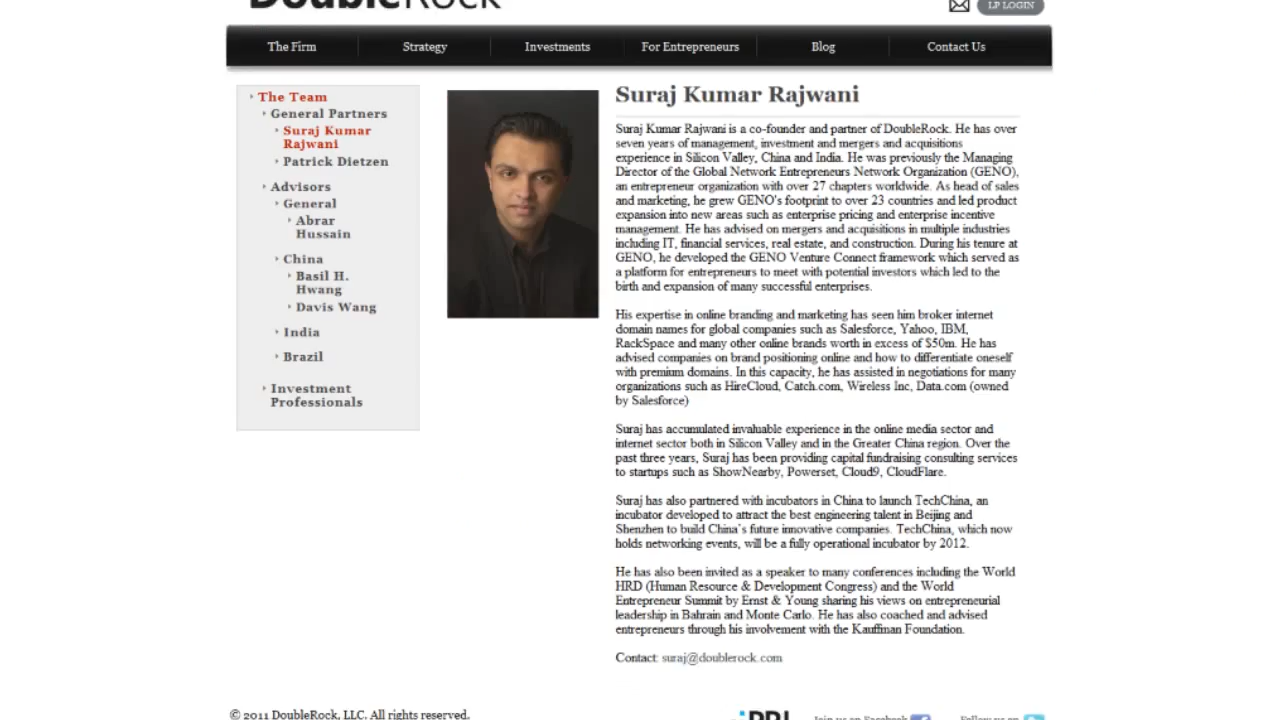 DoubleRock
LP LOGIN
The Firm
Strategy
Investments
For Entrepreneurs
Blog
Contact Us
The Team
General Partners
Suraj Kumar
Rajwani
Patrick Dietzen
Advisors
General
Abrar
Hussain
China
Basil H.
Hwang
Davis Wang
India
Brazil
Investment
Professionals
Suraj Kumar Rajwani
Suraj Kumar Rajwani is a co-founder and partner of DoubleRock. He has over
seven years of management, investment and mergers and acquisitions
experience in Silicon Valley, China and India. He was previously the Managing
Director of the Global Network Entrepreneurs Network Organization (GENO),
an entrepreneur organization with over 27 chapters worldwide. As head of sales
and marketing, he grew GENO's footprint to over 23 countries and led product
expansion into new areas such as enterprise pricing and enterprise incentive
management. He has advised on mergers and acquisitions in multiple industries
including IT, financial services, real estate, and construction. During his tenure at
GENO, he developed the GENO Venture Connect framework which served as
a platform for entrepreneurs to meet with potential investors which led to the
birth and expansion of many successful enterprises.
His expertise in online branding and marketing has seen him broker internet
domain names for global companies such as Salesforce, Yahoo, IBM,
RackSpace and many other online brands worth in excess of $50m. He has
advised companies on brand positioning online and how to differentiate oneself
with premium domains. In this capacity, he has assisted in negotiations for many
organizations such as HireCloud, Catch.com, Wireless Inc, Data.com (owned
by Salesforce)
Suraj has accumulated invaluable experience in the online media sector and
internet sector both in Silicon Valley and in the Greater China region. Over the
past three years, Suraj has been providing capital fundraising consulting services
to startups such as ShowNearby, Powerset, Cloud9, CloudFlare.
Suraj has also partnered with incubators in China to launch TechChina, an
incubator developed to attract the best engineering talent in Beijing and
Shenzhen to build China's future innovative companies. TechChina, which now
holds networking events, will be a fully operational incubator by 2012.
He has also been invited as a speaker to many conferences including the World
HRD (Human Resource & Development Congress) and the World
Entrepreneur Summit by Ernst & Young sharing his views on entrepreneurial
leadership in Bahrain and Monte Carlo. He has also coached and advised
entrepreneurs through his involvement with the Kauffman Foundation.
Contact: suraj@doublerock.com
© 2011 DoubleRock, LLC. All rights reserved.
Join us on Facebook
Follow us on